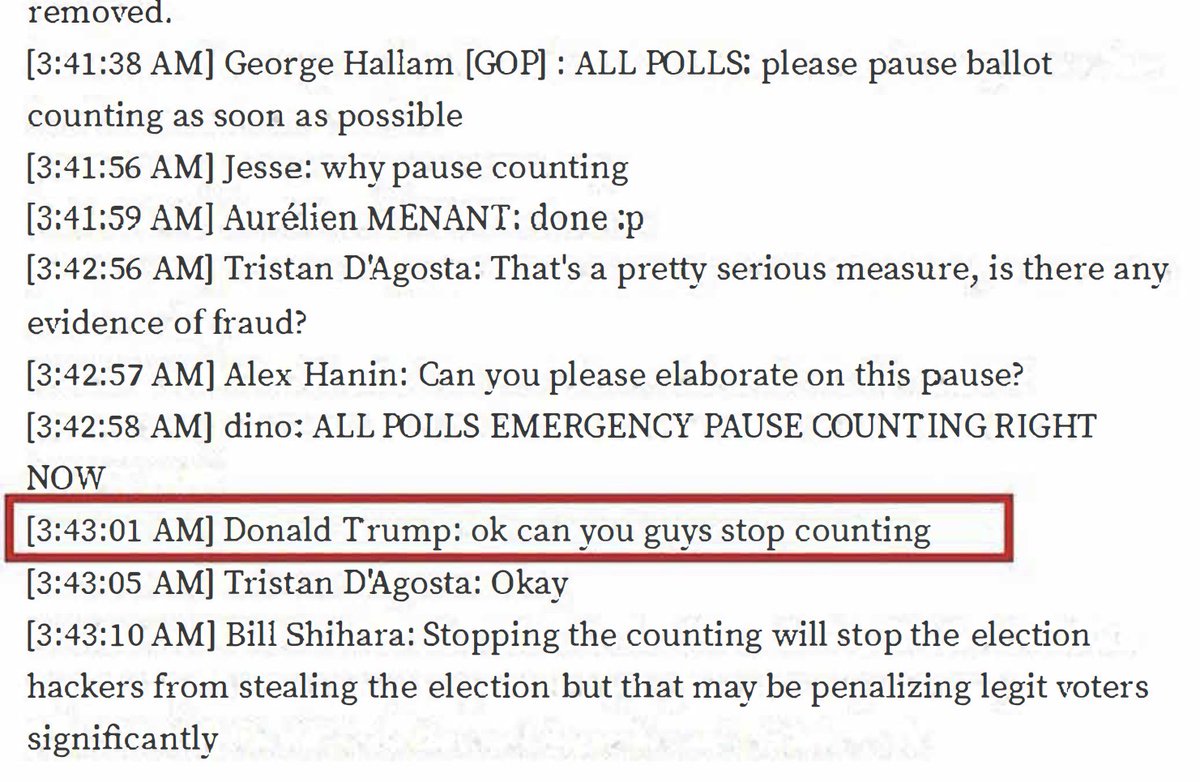 removed.
[3:41:38 AM] George Hallam [GOP] : ALL POLLS: please pause ballot
counting as soon as possible
[3:41:56 AM] Jesse: why pause counting
[3:41:59 AM] Aurélien MENANT: done :p
[3:42:56 AM] Tristan D'Agosta: That's a pretty serious measure, is there any
evidence of fraud?
[3:42:57 AM] Alex Hanin: Can you please elaborate on this pause?
[3:42:58 AM] dino: ALL POLLS EMERGENCY PAUSE COUNTING RIGHT
NOW
[3:43:01 AM] Donald Trump: ok can you guys stop counting
[3:43:05 AM] Tristan D'Agosta: Okay
[3:43:10 AM] Bill Shihara: Stopping the counting will stop the election
hackers from stealing the election but that may be penalizing legit voters
significantly